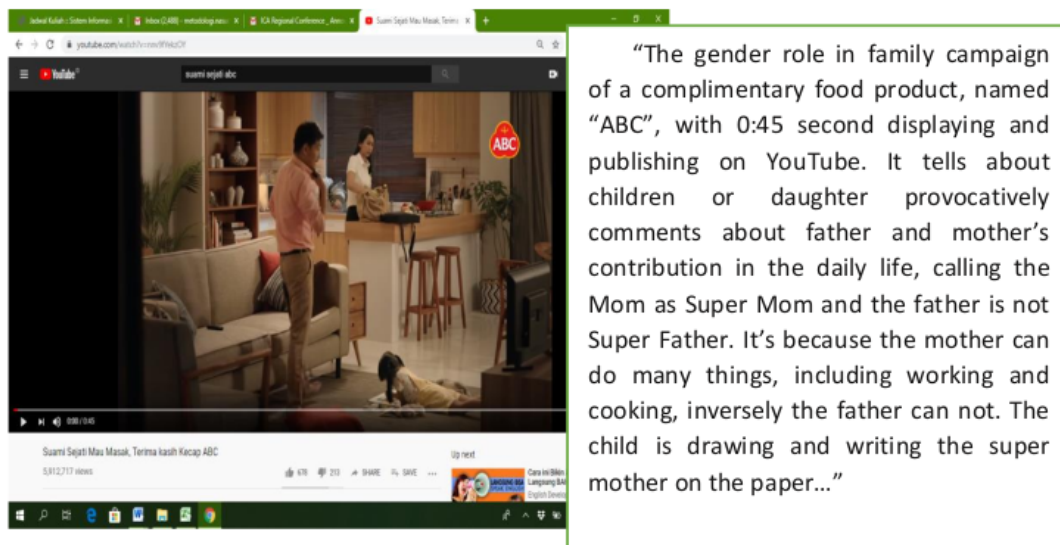 Jadwal Kuliah :: Sistem Informasi
Inbox (2,488) - metodologi.nasu
ICA Regional Conference_ Anno
Suami Sejati Mau Masak, Terima
youtube.com/watch?v=
YouTube
suami sejati abc
ABC
0:00 / 0:45
Suami Sejati Mau Masak, Terima kasih Kecap ABC
5,912,717 views
678
213
SHARE
SAVE
Up next
Cara ini Bikin
Langsung
English
“The gender role in family campaign
of a complimentary food product, named
“ABC”, with 0:45 second displaying and
publishing on YouTube. It tells about
children or daughter provocatively
comments about father and mother’s
contribution in the daily life, calling the
Mom as Super Mom and the father is not
Super Father. It’s because the mother can
do many things, including working and
cooking, inversely the father can not. The
child is drawing and writing the super
mother on the paper…”